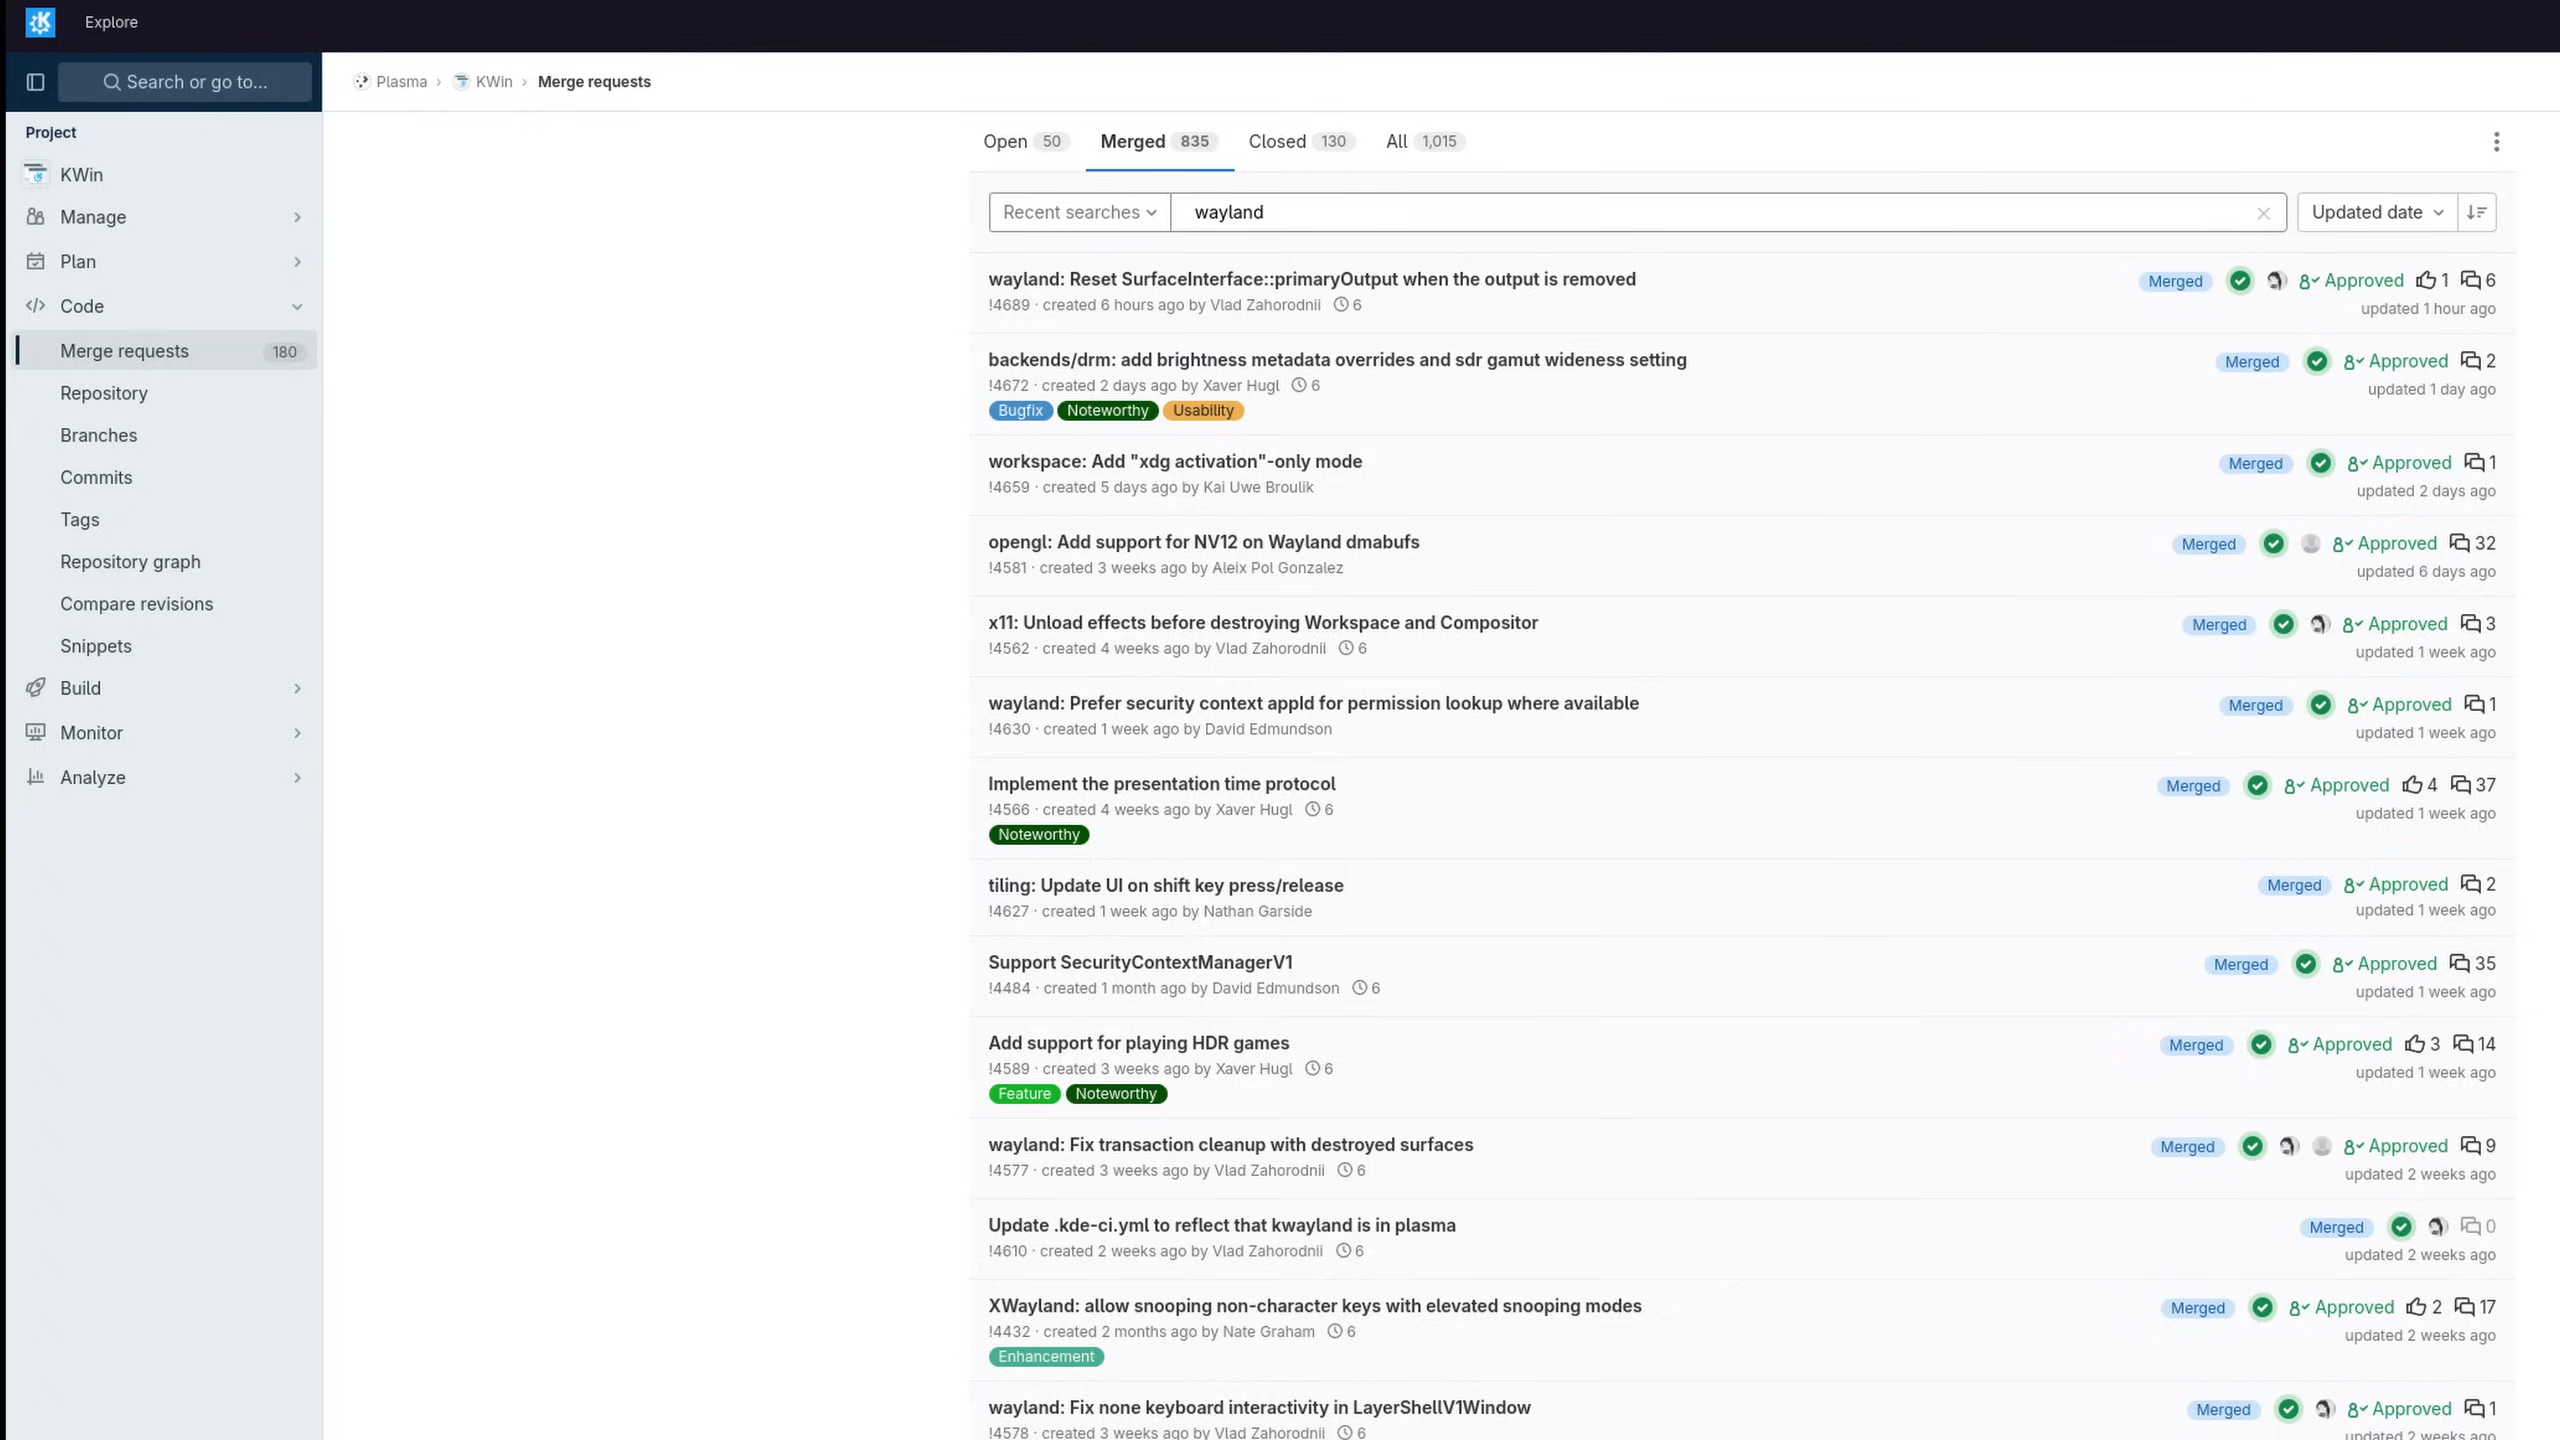 Explore
Search or go to...
Plasma › KWin › Merge requests
Project
KWin
Manage
Plan
Code
Merge requests 180
Repository
Branches
Commits
Tags
Repository graph
Compare revisions
Snippets
Build
Monitor
Analyze
Open 50 Merged 835 Closed 130 All 1,015
Recent searches wayland Updated date
wayland: Reset SurfaceInterface::primaryOutput when the output is removed
!4689 · created 6 hours ago by Vlad Zahorodnii 6
Merged Approved 1 6
updated 1 hour ago
backends/drm: add brightness metadata overrides and sdr gamut wideness setting
!4672 · created 2 days ago by Xaver Hugl 6
Bugfix Noteworthy Usability
Merged Approved 2
updated 1 day ago
workspace: Add "xdg activation"-only mode
!4659 · created 5 days ago by Kai Uwe Broulik
Merged Approved 1
updated 2 days ago
opengl: Add support for NV12 on Wayland dmabufs
!4581 · created 3 weeks ago by Aleix Pol Gonzalez
Merged Approved 32
updated 6 days ago
x11: Unload effects before destroying Workspace and Compositor
!4562 · created 4 weeks ago by Vlad Zahorodnii 6
Merged Approved 3
updated 1 week ago
wayland: Prefer security context appId for permission lookup where available
!4630 · created 1 week ago by David Edmundson
Merged Approved 1
updated 1 week ago
Implement the presentation time protocol
!4566 · created 4 weeks ago by Xaver Hugl 6
Noteworthy
Merged Approved 4 37
updated 1 week ago
tiling: Update UI on shift key press/release
!4627 · created 1 week ago by Nathan Garside
Merged Approved 2
updated 1 week ago
Support SecurityContextManagerV1
!4484 · created 1 month ago by David Edmundson 6
Merged Approved 35
updated 1 week ago
Add support for playing HDR games
!4589 · created 3 weeks ago by Xaver Hugl 6
Feature Noteworthy
Merged Approved 3 14
updated 1 week ago
wayland: Fix transaction cleanup with destroyed surfaces
!4577 · created 3 weeks ago by Vlad Zahorodnii 6
Merged Approved 9
updated 2 weeks ago
Update .kde-ci.yml to reflect that kwayland is in plasma
!4610 · created 2 weeks ago by Vlad Zahorodnii 6
Merged 0
updated 2 weeks ago
XWayland: allow snooping non-character keys with elevated snooping modes
!4432 · created 2 months ago by Nate Graham 6
Enhancement
Merged Approved 2 17
updated 2 weeks ago
wayland: Fix none keyboard interactivity in LayerShellV1Window
!4578 · created 3 weeks ago by Vlad Zahorodnii 6
Merged Approved 1
updated 2 weeks ago